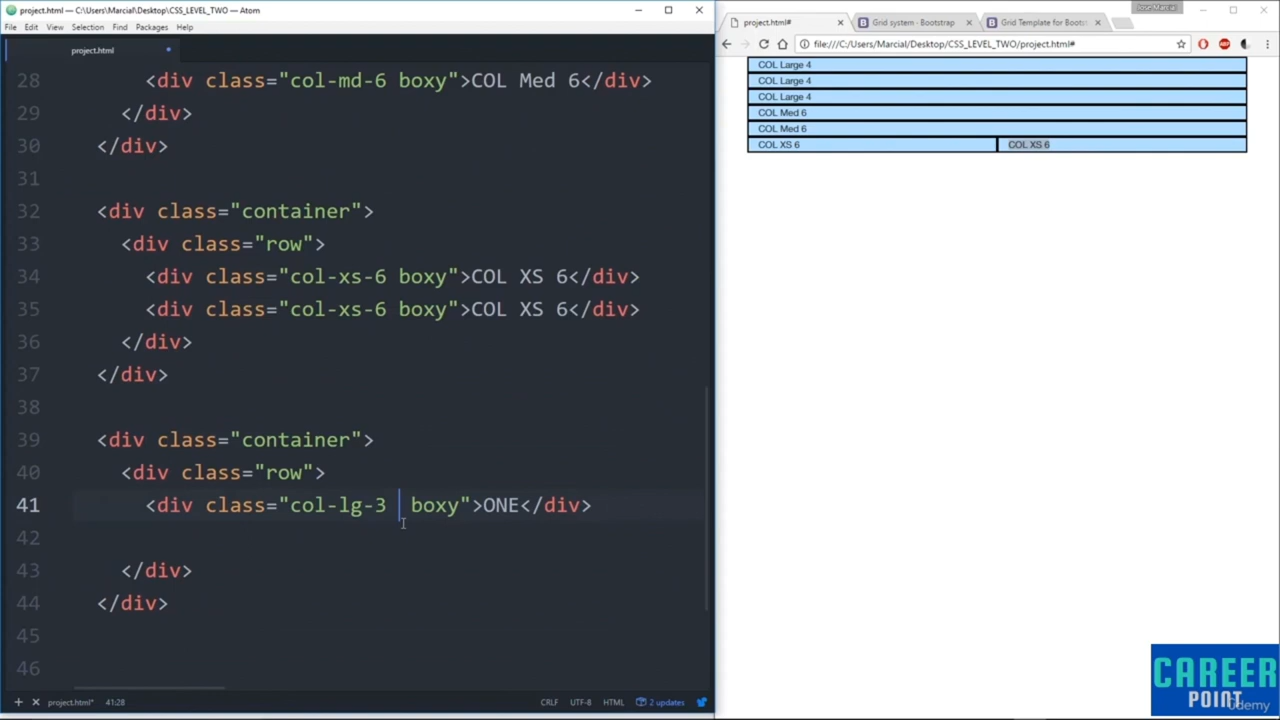 project.html — C:\Users\Marcial\Desktop\CSS_LEVEL_TWO — Atom
File Edit View Selection Find Packages Help
project.html
28 <div class="col-md-6 boxy">COL Med 6</div>
29 </div>
30 </div>
31
32 <div class="container">
33 <div class="row">
34 <div class="col-xs-6 boxy">COL XS 6</div>
35 <div class="col-xs-6 boxy">COL XS 6</div>
36 </div>
37 </div>
38
39 <div class="container">
40 <div class="row">
41 <div class="col-lg-3  boxy">ONE</div>
42
43 </div>
44 </div>
45
46
project.html* 41:28 CRLF UTF-8 HTML 2 updates
Jose Marcial
project.html# Grid system · Bootstrap Grid Template for Bootst
file:///C:/Users/Marcial/Desktop/CSS_LEVEL_TWO/project.html#
COL Large 4
COL Large 4
COL Large 4
COL Med 6
COL Med 6
COL XS 6 COL XS 6
CAREER
POINT
Udemy